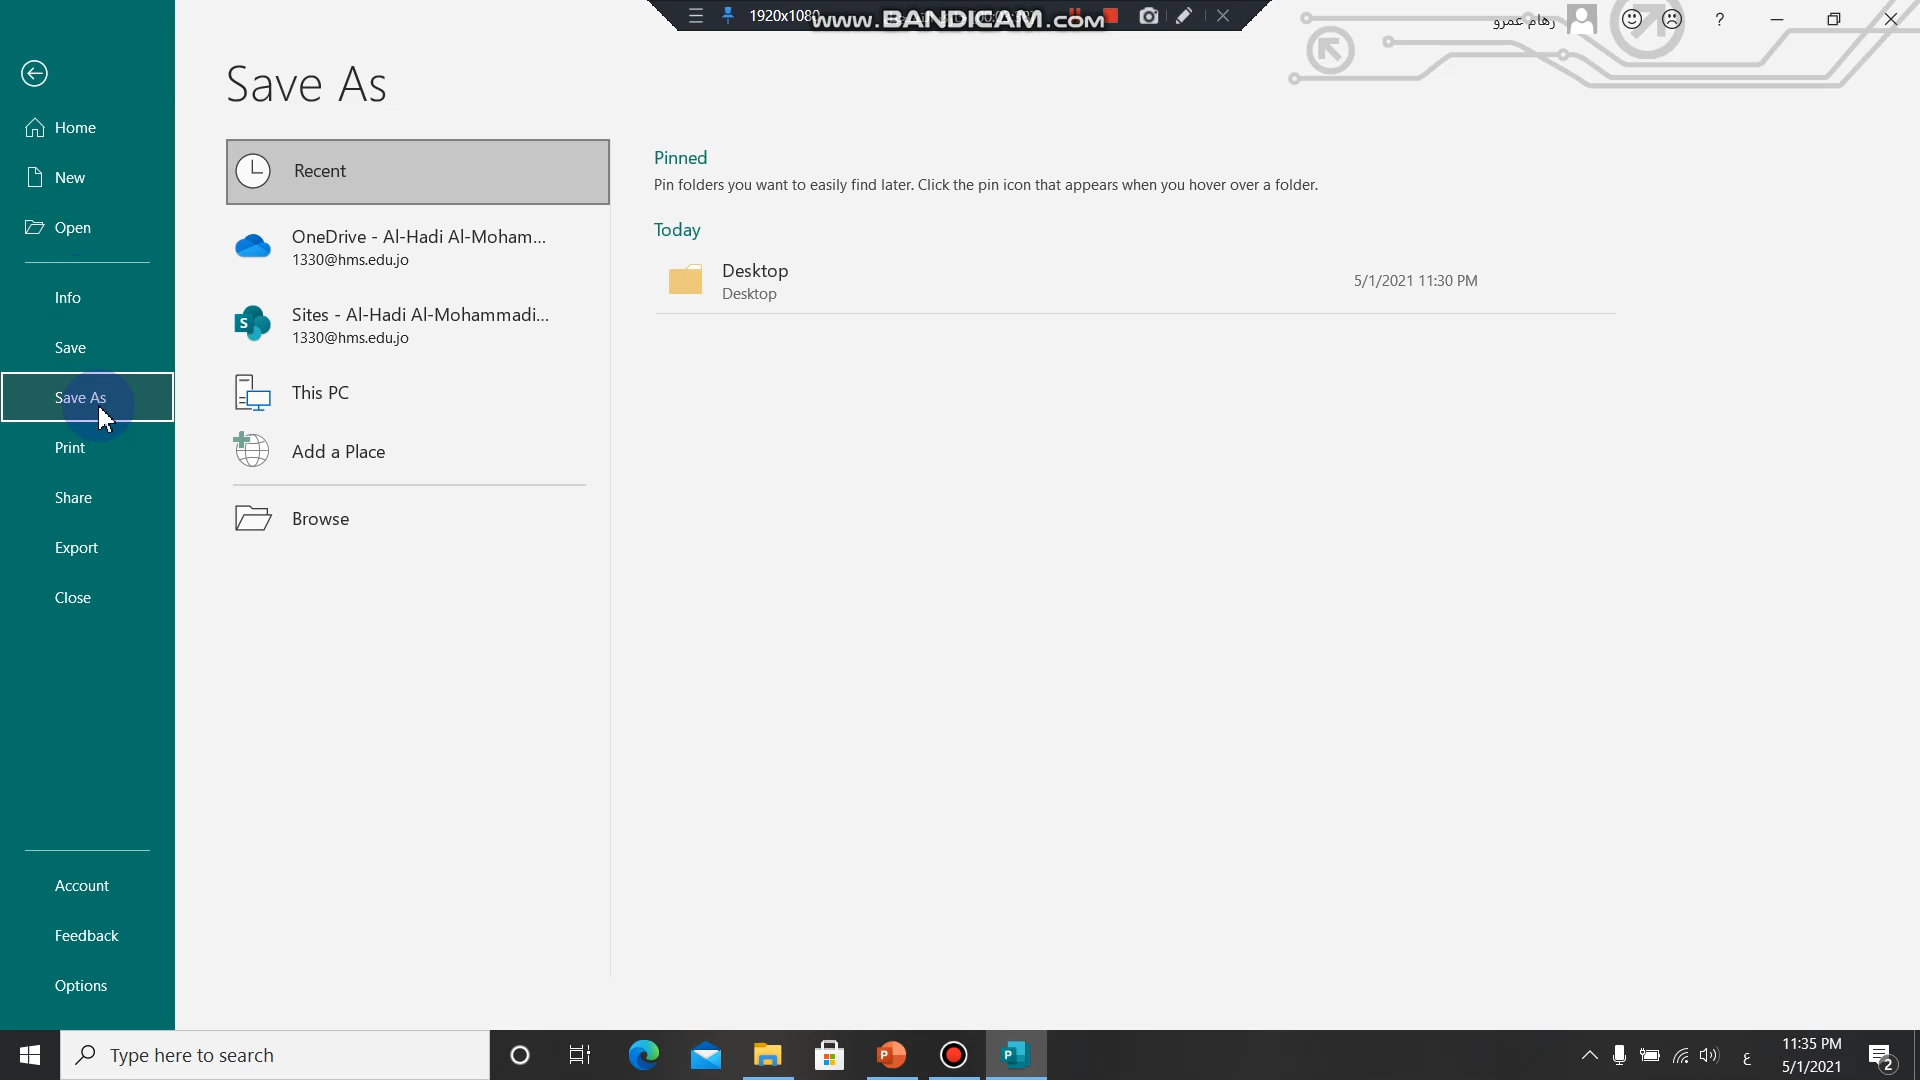 1920x1080
www.BANDICAM.com
رهام عمرو
?
Save As
Home
New
Open
Info
Save
Save As
Print
Share
Export
Close
Account
Feedback
Options
Recent
OneDrive - Al-Hadi Al-Moham...
1330@hms.edu.jo
Sites - Al-Hadi Al-Mohammadi...
1330@hms.edu.jo
This PC
Add a Place
Browse
Pinned
Pin folders you want to easily find later. Click the pin icon that appears when you hover over a folder.
Today
Desktop
Desktop
5/1/2021 11:30 PM
Type here to search
ع
11:35 PM
5/1/2021
2